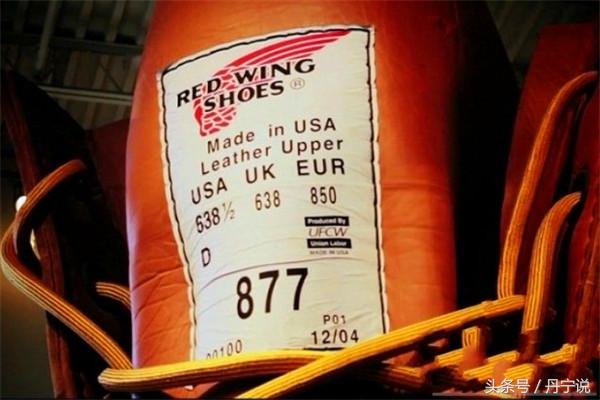 RED WING
SHOES ®
Made in USA
Leather Upper
USA UK EUR
638½ 638 850
D
Produced By
UFCW
Union Labor
MADE IN USA
877
P01
00100 12/04
头条号 / 丹宁说